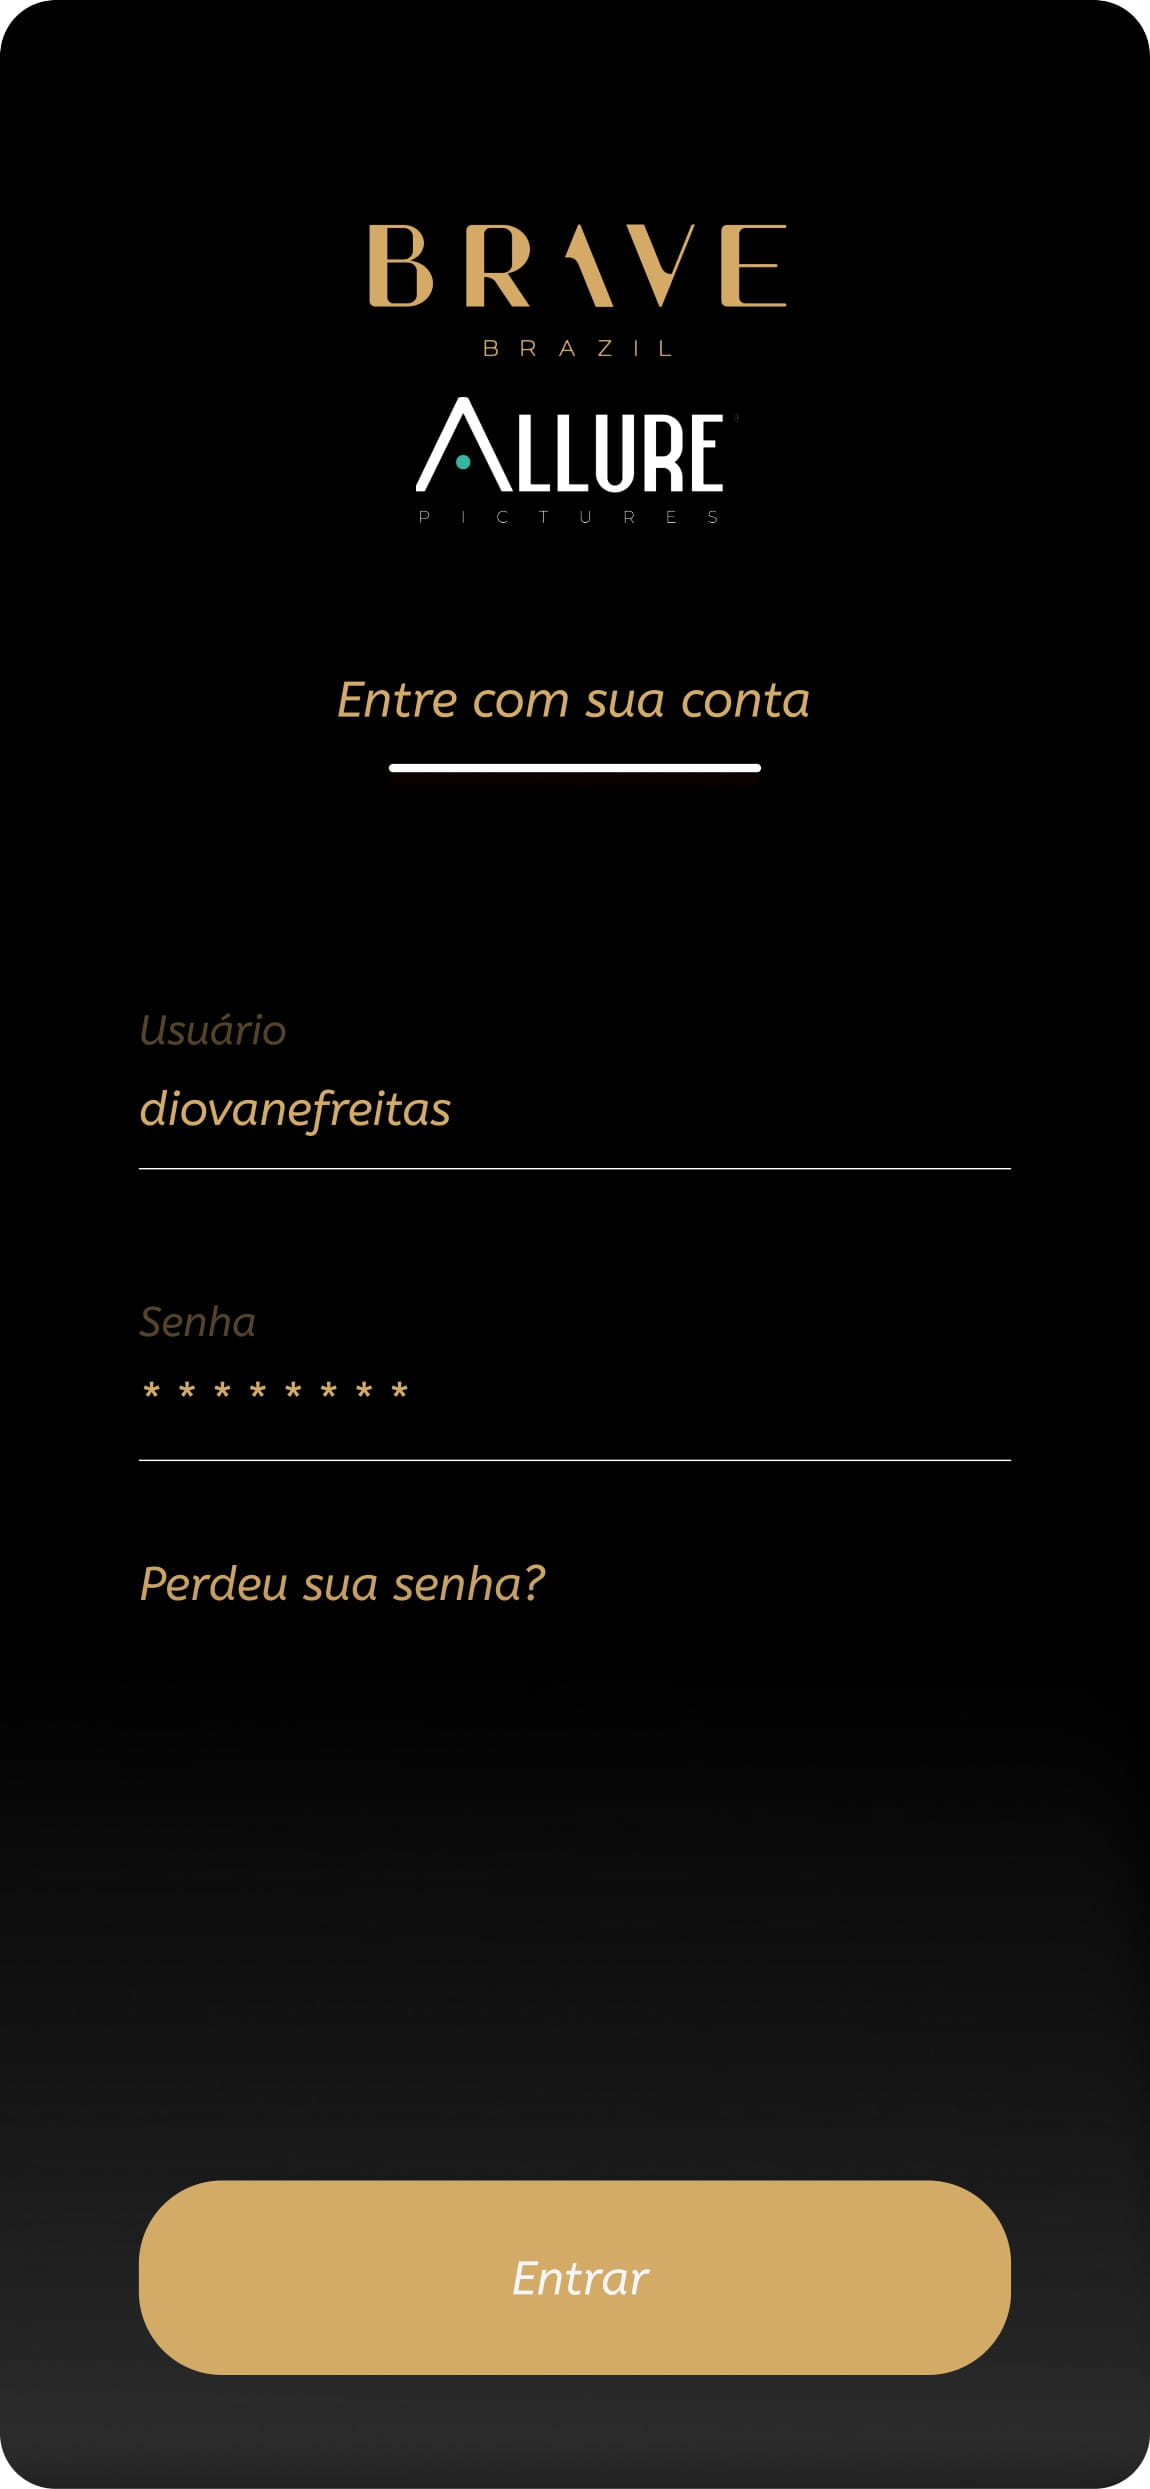 BRAVE
BRAZIL
ALLURE
PICTURES
Entre com sua conta
Usuário
diovanefreitas
Senha
* * * * * * * *
Perdeu sua senha?
Entrar